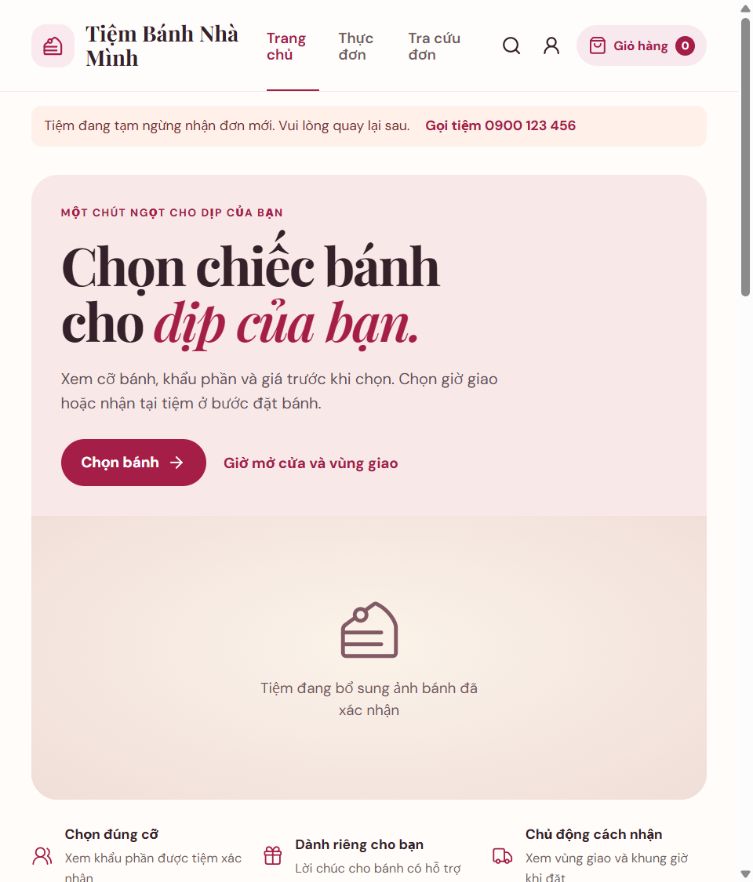 Tiệm Bánh Nhà
Mình
Trang
chủ
Thực
đơn
Tra cứu
đơn
Giỏ hàng 0
Tiệm đang tạm ngừng nhận đơn mới. Vui lòng quay lại sau. Gọi tiệm 0900 123 456
MỘT CHÚT NGỌT CHO DỊP CỦA BẠN
Chọn chiếc bánh
cho dịp của bạn.
Xem cỡ bánh, khẩu phần và giá trước khi chọn. Chọn giờ giao
hoặc nhận tại tiệm ở bước đặt bánh.
Chọn bánh → Giờ mở cửa và vùng giao
Tiệm đang bổ sung ảnh bánh đã
xác nhận
Chọn đúng cỡ
Xem khẩu phần được tiệm xác
nhận
Dành riêng cho bạn
Lời chúc cho bánh có hỗ trợ
Chủ động cách nhận
Xem vùng giao và khung giờ
khi đặt